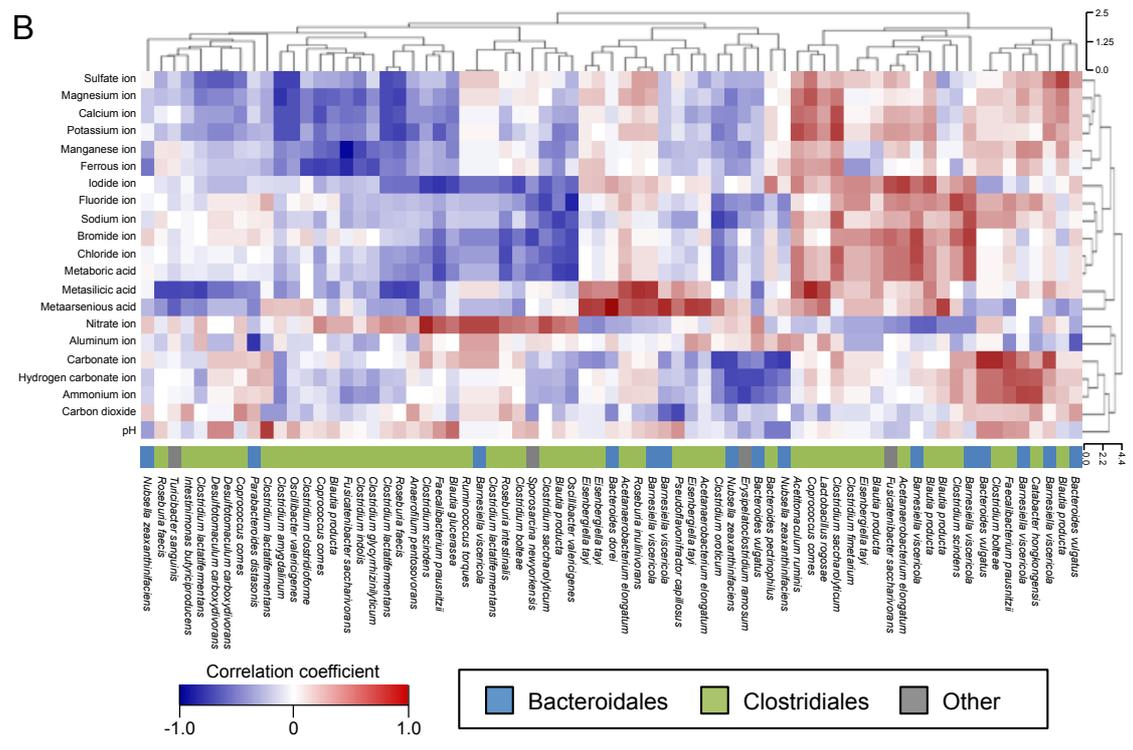 B
2.5
1.25
0.0
Sulfate ion
Magnesium ion
Calcium ion
Potassium ion
Manganese ion
Ferrous ion
Iodide ion
Fluoride ion
Sodium ion
Bromide ion
Chloride ion
Metaboric acid
Metasilicic acid
Metaarsenious acid
Nitrate ion
Aluminum ion
Carbonate ion
Hydrogen carbonate ion
Ammonium ion
Carbon dioxide
pH
0.0
2.2
4.4
Nubsella zeaxanthinifaciens
Roseburia faecis
Turicibacter sanguinis
Intestinimonas butyriciproducens
Clostridium lactatifermentans
Desulfotomaculum carboxydivorans
Desulfotomaculum carboxydivorans
Coprococcus comes
Parabacteroides distasonis
Clostridium lactatifermentans
Clostridium amygdalinum
Oscillibacter valericigenes
Clostridium clostridioforme
Coprococcus comes
Blautia producta
Fusicatenibacter saccharivorans
Clostridium indolis
Clostridium glycyrrhizinilyticum
Clostridium lactatifermentans
Roseburia faecis
Anaerofilum pentosovorans
Clostridium scindens
Faecalibacterium prausnitzii
Blautia glucerasea
Ruminococcus torques
Barnesiella viscericola
Clostridium lactatifermentans
Roseburia intestinalis
Clostridium bolteae
Sporosarcina newyorkensis
Clostridium saccharolyticum
Blautia producta
Oscillibacter valericigenes
Eisenbergiella tayi
Eisenbergiella tayi
Bacteroides dorei
Acetanaerobacterium elongatum
Roseburia inulinivorans
Barnesiella viscericola
Barnesiella viscericola
Pseudoflavonifractor capillosus
Eisenbergiella tayi
Acetanaerobacterium elongatum
Clostridium oroticum
Nubsella zeaxanthinifaciens
Erysipelatoclostridium ramosum
Bacteroides vulgatus
Bacteroides plectinophilus
Nubsella zeaxanthinifaciens
Acetitomaculum ruminis
Coprococcus comes
Lactobacillus rogosae
Clostridium saccharolyticum
Clostridium fimetarium
Eisenbergiella tayi
Blautia producta
Fusicatenibacter saccharivorans
Acetanaerobacterium elongatum
Barnesiella viscericola
Blautia producta
Blautia producta
Clostridium scindens
Barnesiella viscericola
Bacteroides vulgatus
Clostridium bolteae
Faecalibacterium prausnitzii
Barnesiella viscericola
Catabacter hongkongensis
Barnesiella viscericola
Blautia producta
Bacteroides vulgatus
Correlation coefficient
-1.0
0
1.0
Bacteroidales
Clostridiales
Other